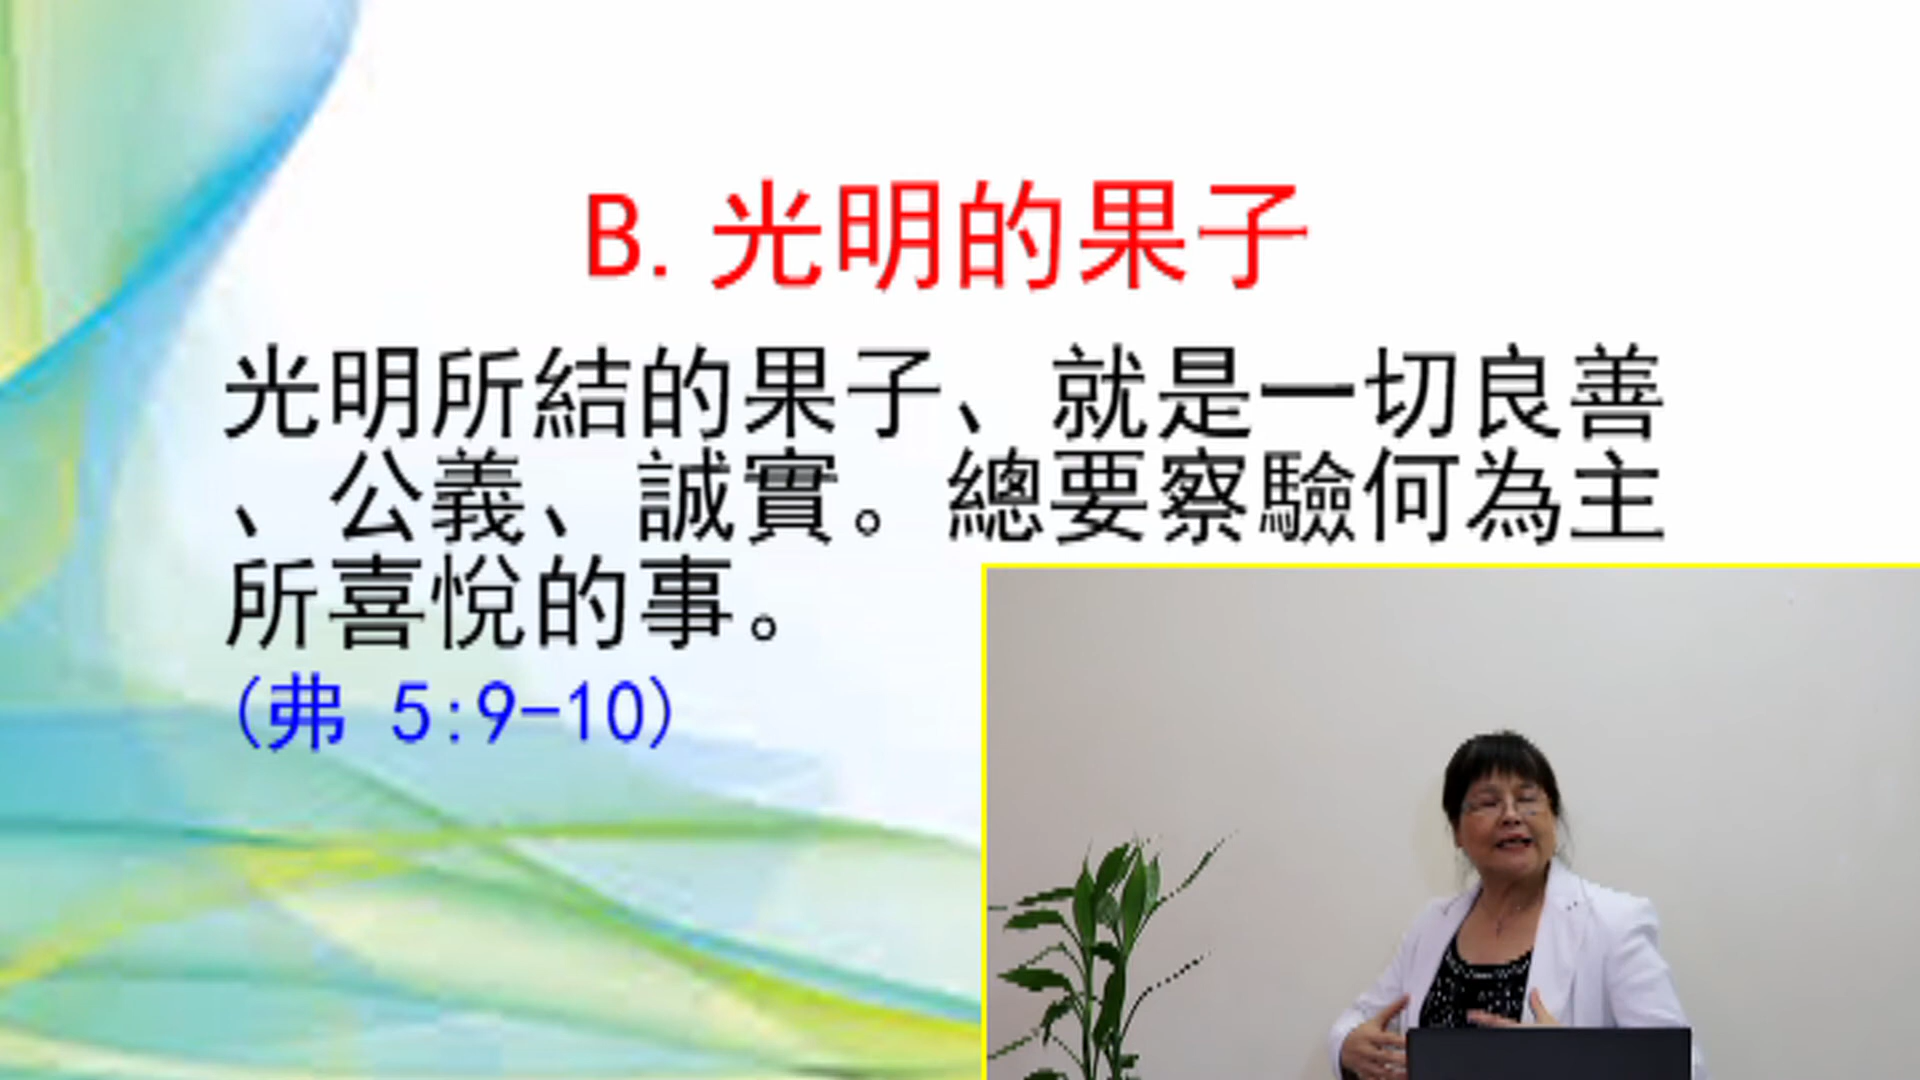 B.光明的果子
光明所結的果子、就是一切良善
、公義、誠實。總要察驗何為主
所喜悅的事。
(弗 5:9-10)